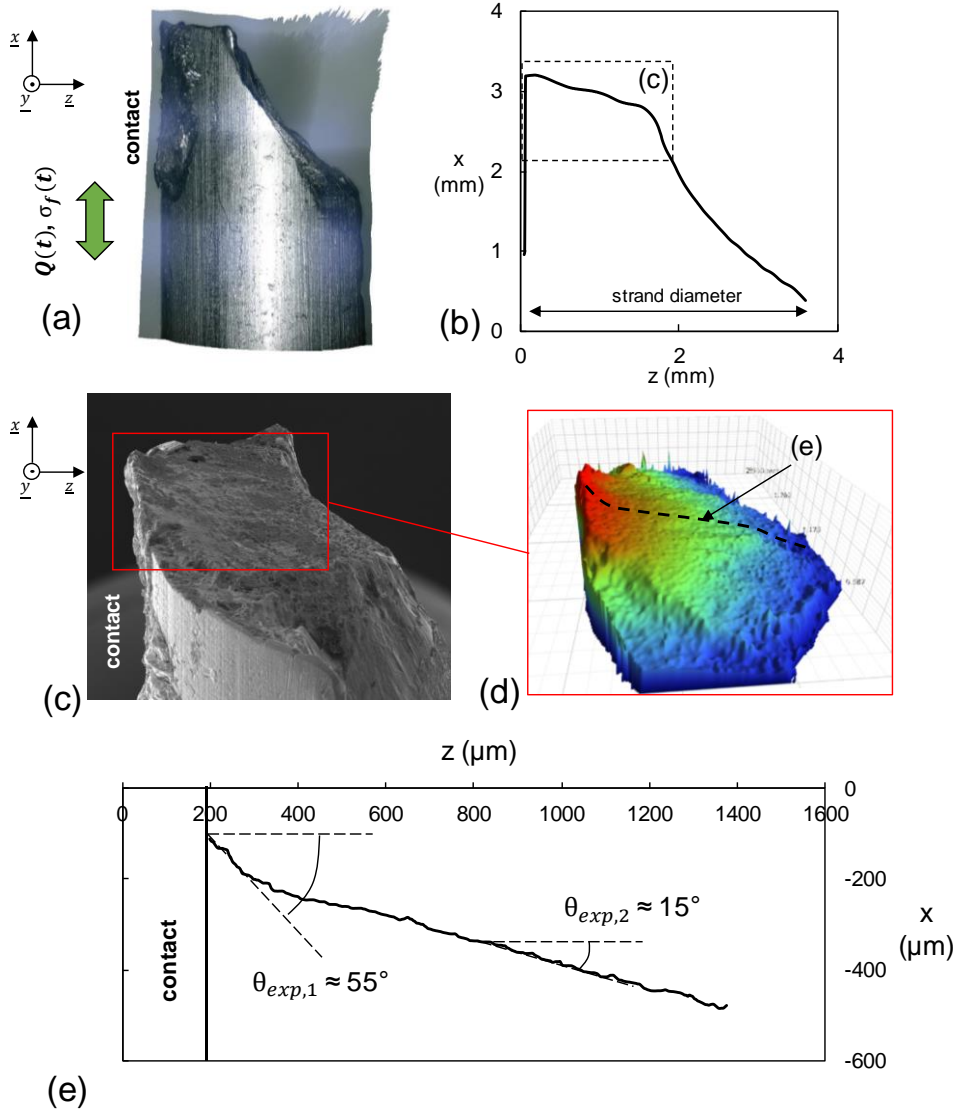 x
y
z
contact
Q(t), σ_f(t)
(a)
4
3
2
1
0
x
(mm)
(c)
strand diameter
0
2
4
z (mm)
(b)
x
y
z
contact
(c)
(e)
(d)
z (µm)
0
200
400
600
800
1000
1200
1400
1600
0
-200
-400
-600
x
(µm)
contact
θ_exp,1 ≈ 55°
θ_exp,2 ≈ 15°
(e)